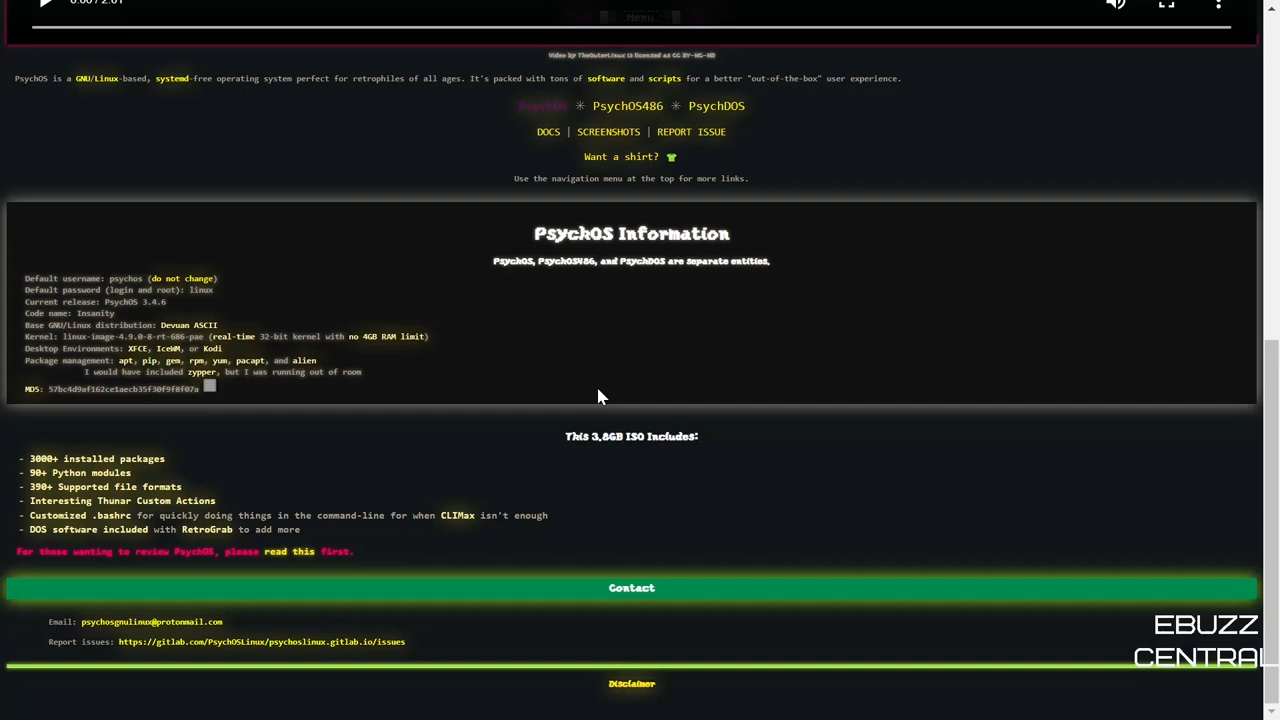 0:00 / 2:01
Menu
Video by TheOuterLinux is licensed as CC BY-NC-ND
PsychOS is a GNU/Linux-based, systemd-free operating system perfect for retrophiles of all ages. It's packed with tons of software and scripts for a better "out-of-the-box" user experience.
PsychOS ✳ PsychOS486 ✳ PsychDOS
DOCS | SCREENSHOTS | REPORT ISSUE
Want a shirt?
Use the navigation menu at the top for more links.
PsychOS Information
PsychOS, PsychOS486, and PsychDOS are separate entities.
Default username: psychos (do not change)
Default password (login and root): linux
Current release: PsychOS 3.4.6
Code name: Insanity
Base GNU/Linux distribution: Devuan ASCII
Kernel: linux-image-4.9.0-8-rt-686-pae (real-time 32-bit kernel with no 4GB RAM limit)
Desktop Environments: XFCE, IceWM, or Kodi
Package management: apt, pip, gem, rpm, yum, pacapt, and alien
I would have included zypper, but I was running out of room
MD5: 57bc4d9af162ce1aecb35f30f9f8f07a
This 3.8GB ISO Includes:
- 3000+ installed packages
- 90+ Python modules
- 390+ Supported file formats
- Interesting Thunar Custom Actions
- Customized .bashrc for quickly doing things in the command-line for when CLIMax isn't enough
- DOS software included with RetroGrab to add more
For those wanting to review PsychOS, please read this first.
Contact
Email: psychosgnulinux@protonmail.com
Report issues: https://gitlab.com/PsychOSLinux/psychoslinux.gitlab.io/issues
EBUZZ
CENTRAL
Disclaimer